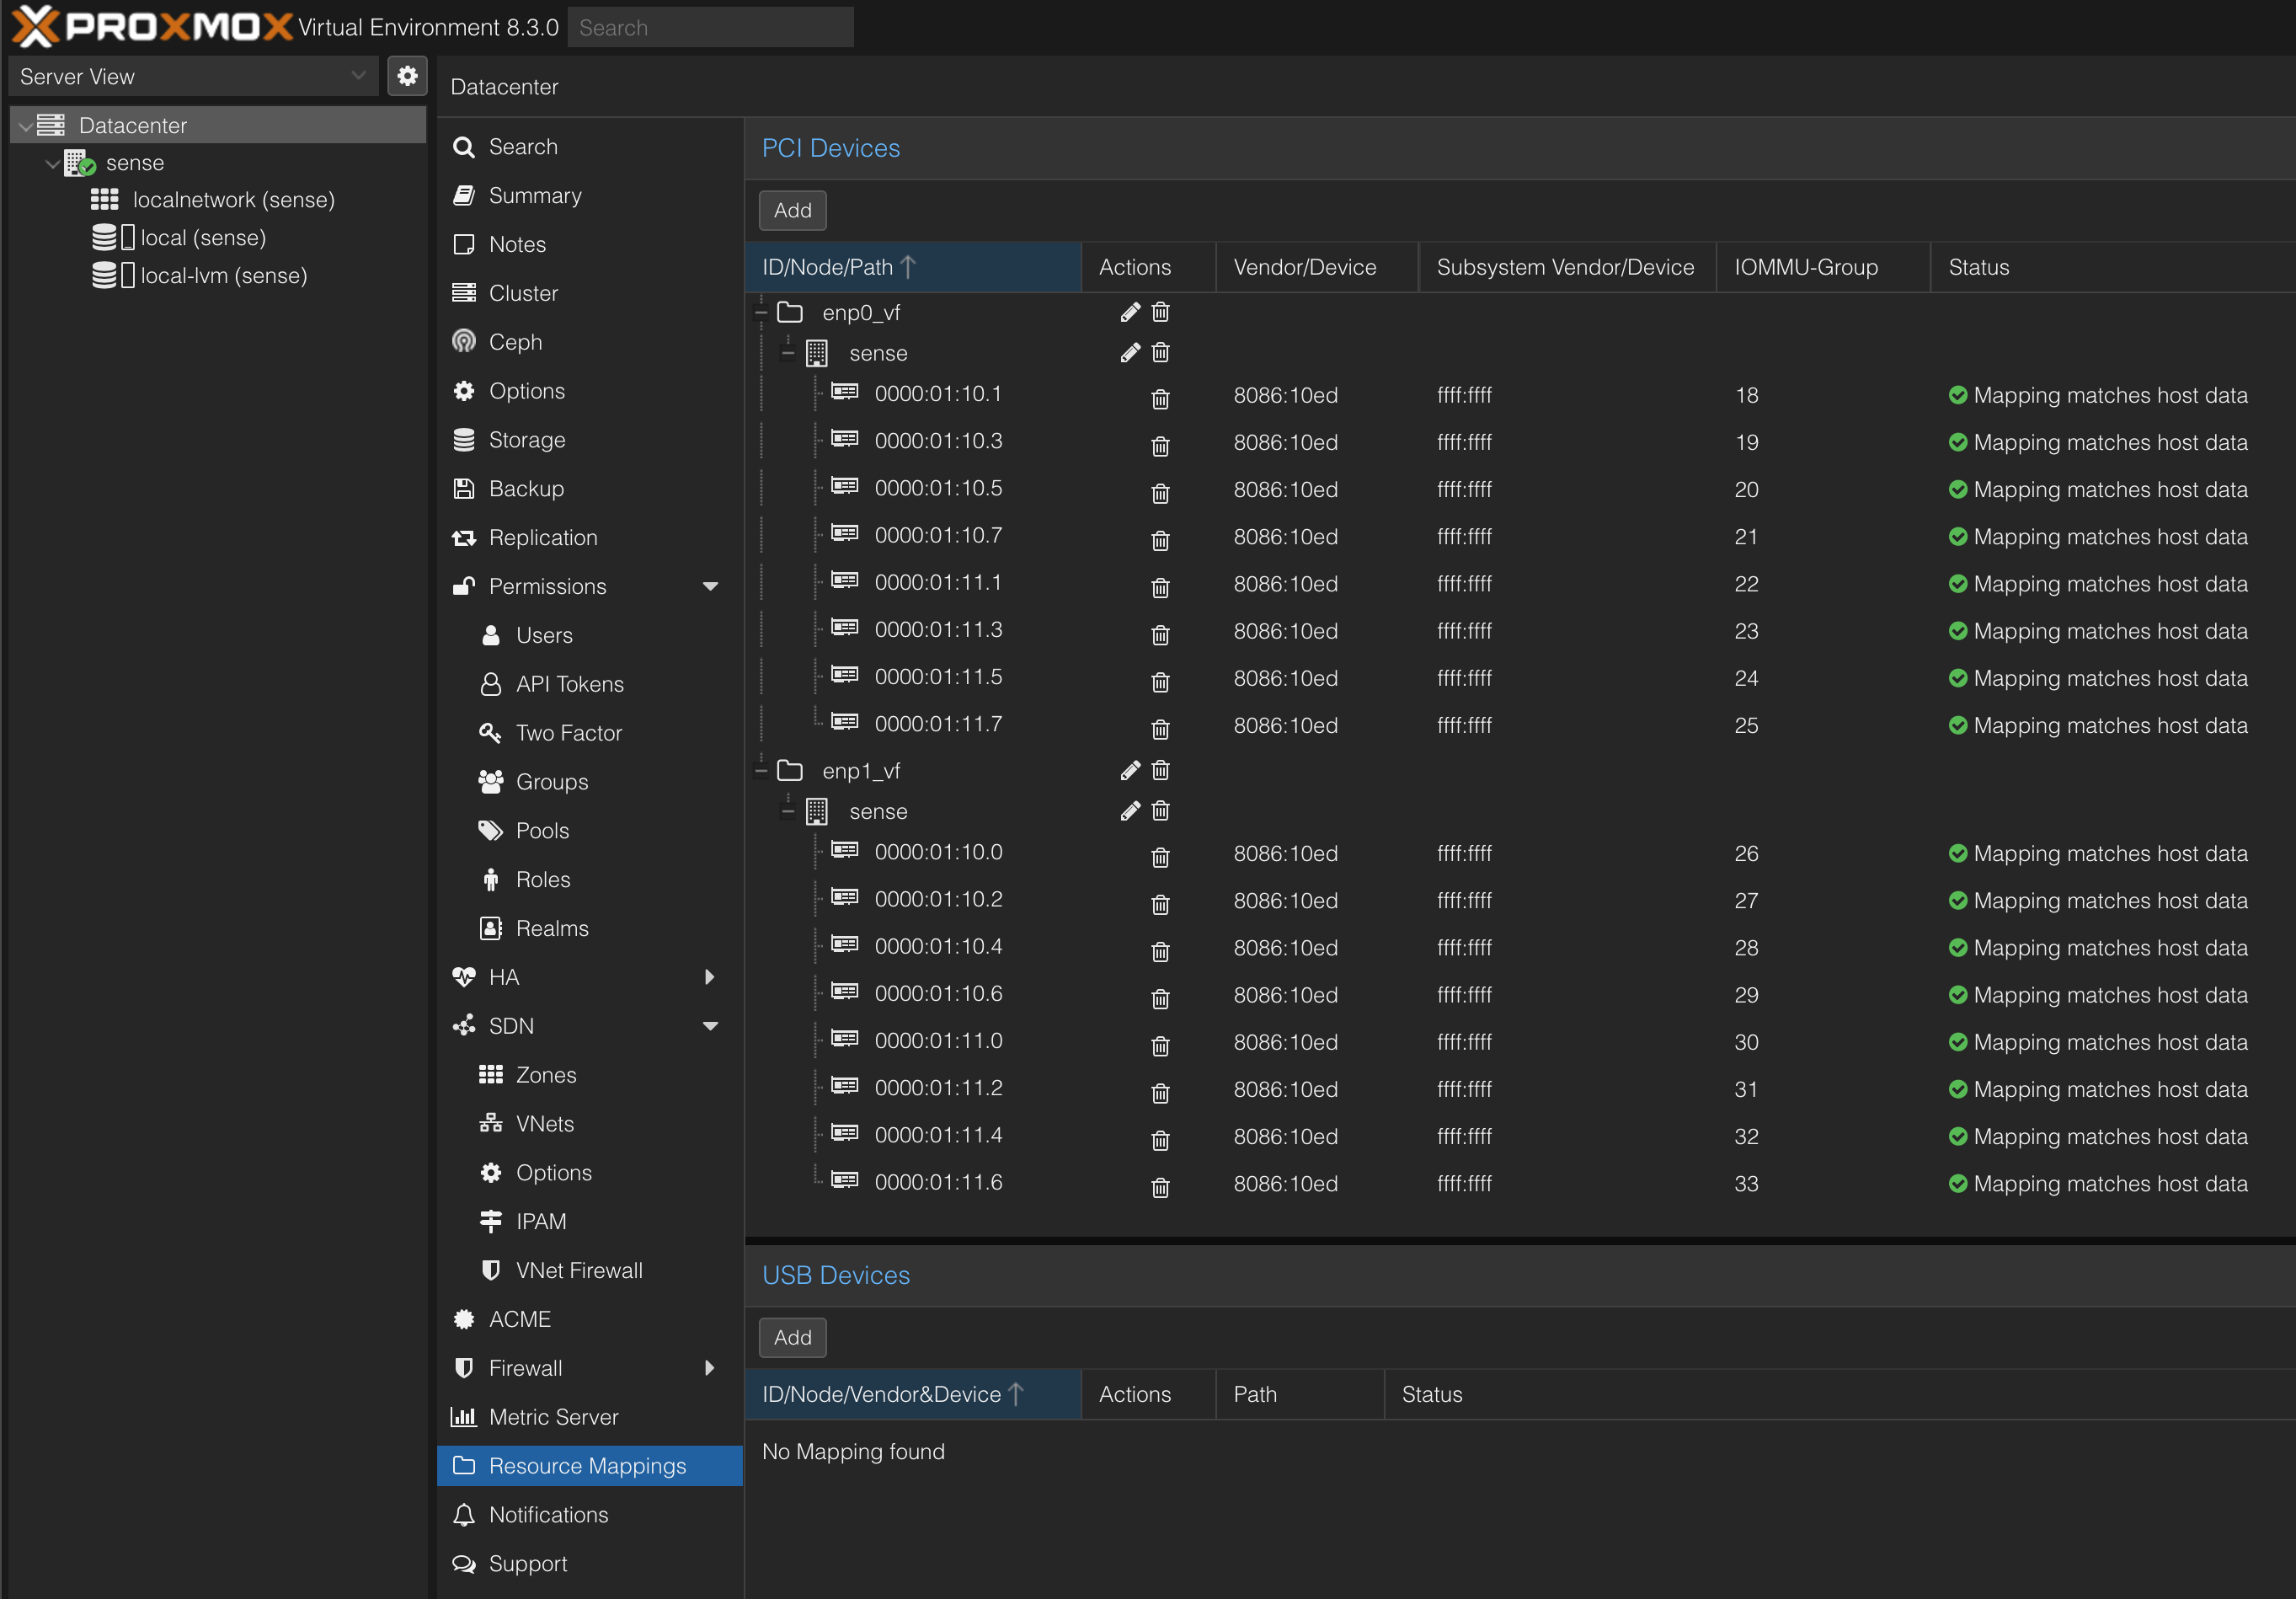 PROXMOX Virtual Environment 8.3.0 Search
Server View
Datacenter
sense
localnetwork (sense)
local (sense)
local-lvm (sense)
Datacenter
Search
Summary
Notes
Cluster
Ceph
Options
Storage
Backup
Replication
Permissions
Users
API Tokens
Two Factor
Groups
Pools
Roles
Realms
HA
SDN
Zones
VNets
Options
IPAM
VNet Firewall
ACME
Firewall
Metric Server
Resource Mappings
Notifications
Support
PCI Devices
Add
ID/Node/Path Actions Vendor/Device Subsystem Vendor/Device IOMMU-Group Status
enp0_vf
sense
0000:01:10.1 8086:10ed ffff:ffff 18 Mapping matches host data
0000:01:10.3 8086:10ed ffff:ffff 19 Mapping matches host data
0000:01:10.5 8086:10ed ffff:ffff 20 Mapping matches host data
0000:01:10.7 8086:10ed ffff:ffff 21 Mapping matches host data
0000:01:11.1 8086:10ed ffff:ffff 22 Mapping matches host data
0000:01:11.3 8086:10ed ffff:ffff 23 Mapping matches host data
0000:01:11.5 8086:10ed ffff:ffff 24 Mapping matches host data
0000:01:11.7 8086:10ed ffff:ffff 25 Mapping matches host data
enp1_vf
sense
0000:01:10.0 8086:10ed ffff:ffff 26 Mapping matches host data
0000:01:10.2 8086:10ed ffff:ffff 27 Mapping matches host data
0000:01:10.4 8086:10ed ffff:ffff 28 Mapping matches host data
0000:01:10.6 8086:10ed ffff:ffff 29 Mapping matches host data
0000:01:11.0 8086:10ed ffff:ffff 30 Mapping matches host data
0000:01:11.2 8086:10ed ffff:ffff 31 Mapping matches host data
0000:01:11.4 8086:10ed ffff:ffff 32 Mapping matches host data
0000:01:11.6 8086:10ed ffff:ffff 33 Mapping matches host data
USB Devices
Add
ID/Node/Vendor&Device Actions Path Status
No Mapping found